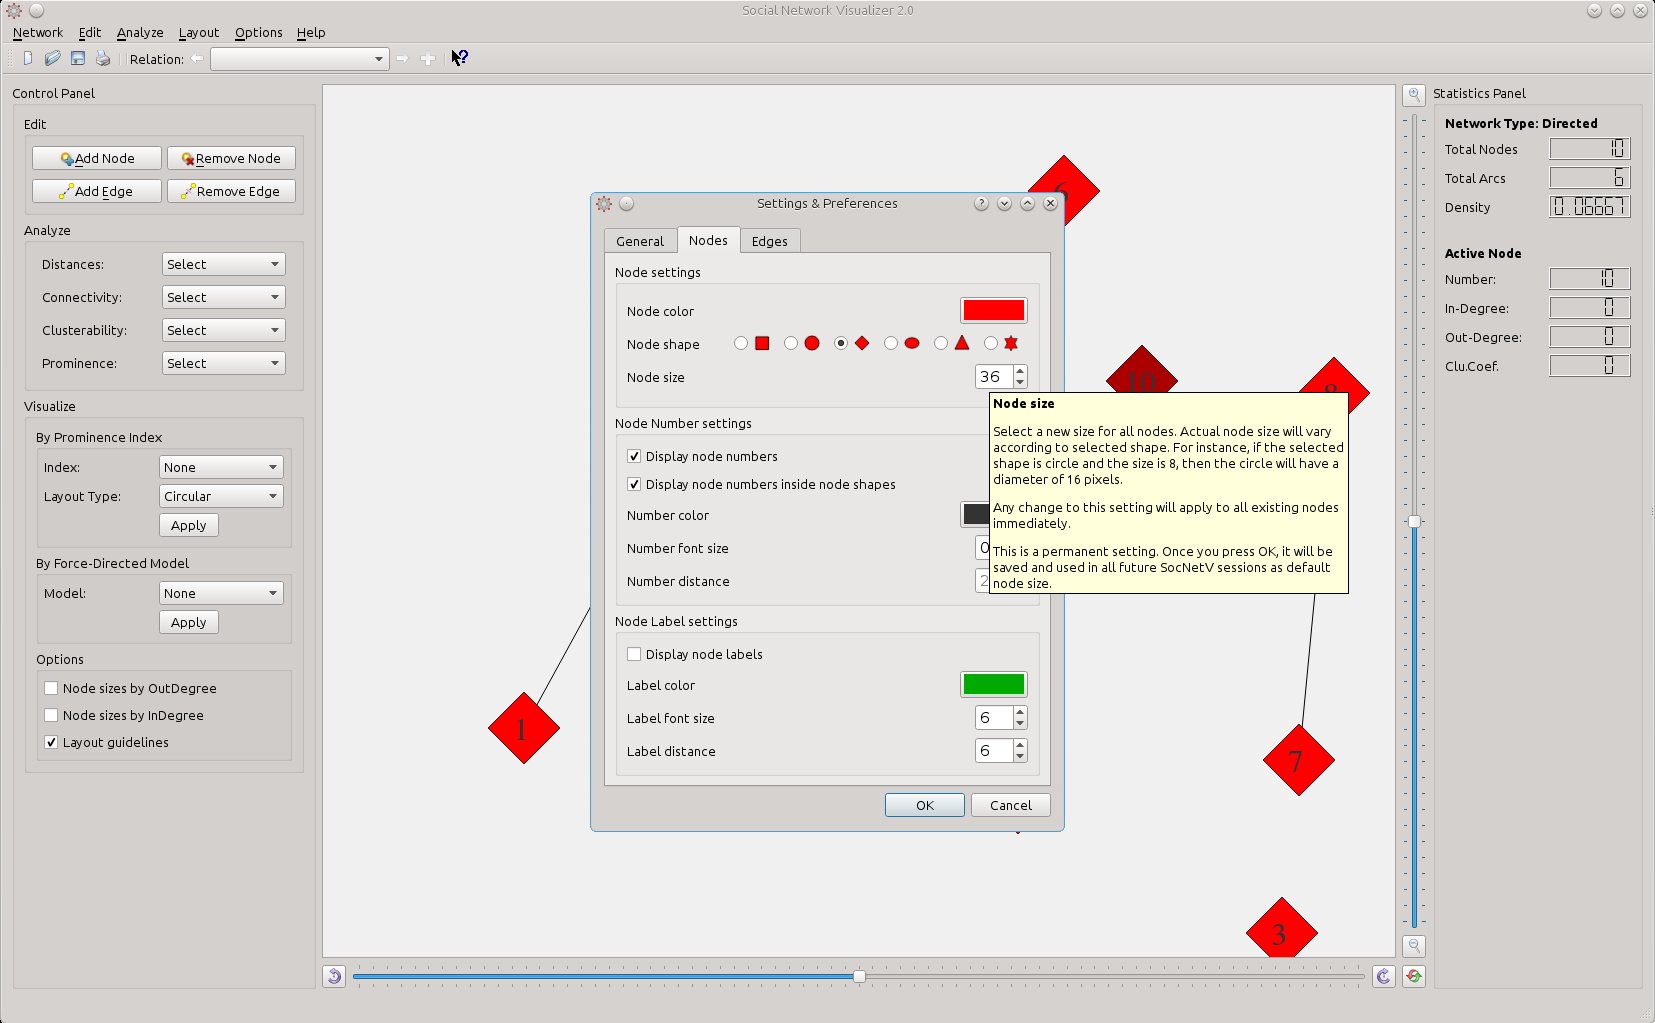 Social Network Visualizer 2.0
Network Edit Analyze Layout Options Help
Relation:
Control Panel
Edit
Add Node Remove Node
Add Edge Remove Edge
Analyze
Distances: Select
Connectivity: Select
Clusterability: Select
Prominence: Select
Visualize
By Prominence Index
Index: None
Layout Type: Circular
Apply
By Force-Directed Model
Model: None
Apply
Options
Node sizes by OutDegree
Node sizes by InDegree
Layout guidelines
6
10
8
1
7
3
Settings & Preferences
General Nodes Edges
Node settings
Node color
Node shape
Node size 36
Node Number settings
Display node numbers
Display node numbers inside node shapes
Number color
Number font size 0
Number distance 2
Node Label settings
Display node labels
Label color
Label font size 6
Label distance 6
OK Cancel
Node size
Select a new size for all nodes. Actual node size will vary
according to selected shape. For instance, if the selected
shape is circle and the size is 8, then the circle will have a
diameter of 16 pixels.
Any change to this setting will apply to all existing nodes
immediately.
This is a permanent setting. Once you press OK, it will be
saved and used in all future SocNetV sessions as default
node size.
Statistics Panel
Network Type: Directed
Total Nodes 10
Total Arcs 6
Density 0.06667
Active Node
Number: 10
In-Degree: 0
Out-Degree: 0
Clu.Coef. 0